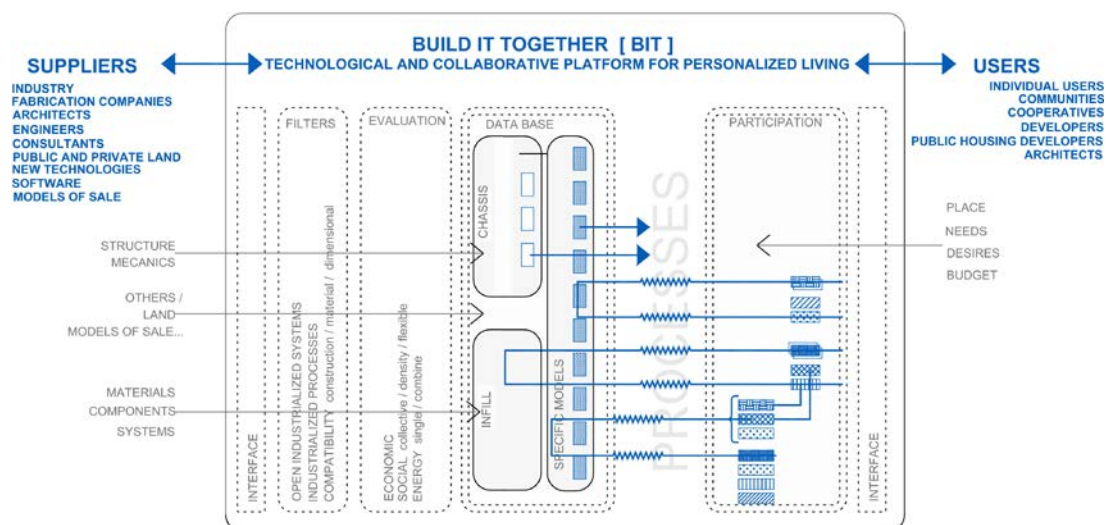 BUILD IT TOGETHER [ BIT ]
TECHNOLOGICAL AND COLLABORATIVE PLATFORM FOR PERSONALIZED LIVING
SUPPLIERS
INDUSTRY
FABRICATION COMPANIES
ARCHITECTS
ENGINEERS
CONSULTANTS
PUBLIC AND PRIVATE LAND
NEW TECHNOLOGIES
SOFTWARE
MODELS OF SALE
STRUCTURE
MECANICS
OTHERS /
LAND
MODELS OF SALE...
MATERIALS
COMPONENTS
SYSTEMS
INTERFACE
FILTERS
OPEN INDUSTRIALIZED SYSTEMS
INDUSTRIALIZED PROCESSES
COMPATIBILITY construction / material / dimensional
EVALUATION
ECONOMIC
SOCIAL collective / density / flexible
ENERGY single / combine
DATA BASE
CHASSIS
INFILL
SPECIFIC MODELS
PROCESSES
PARTICIPATION
INTERFACE
USERS
INDIVIDUAL USERS
COMMUNITIES
COOPERATIVES
DEVELOPERS
PUBLIC HOUSING DEVELOPERS
ARCHITECTS
PLACE
NEEDS
DESIRES
BUDGET